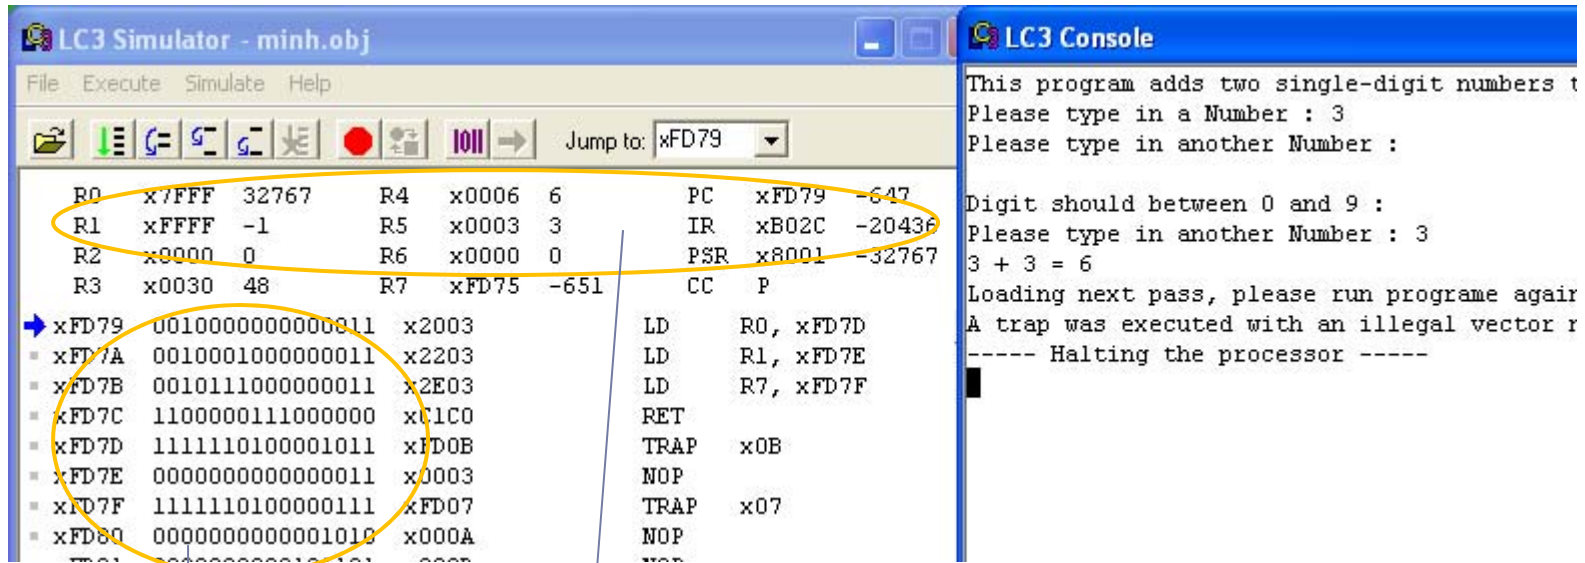 LC3 Simulator - minh.obj
File Execute Simulate Help
Jump to: xFD79
R0 x7FFF 32767 R4 x0006 6 PC xFD79 -647
R1 xFFFF -1 R5 x0003 3 IR xB02C -20436
R2 x0000 0 R6 x0000 0 PSR x8001 -32767
R3 x0030 48 R7 xFD75 -651 CC P
xFD79 0010000000000011 x2003 LD R0, xFD7D
xFD7A 0010001000000011 x2203 LD R1, xFD7E
xFD7B 0010111000000011 x2E03 LD R7, xFD7F
xFD7C 1100000111000000 xC1C0 RET
xFD7D 1111110100001011 xFD0B TRAP x0B
xFD7E 0000000000000011 x0003 NOP
xFD7F 1111110100000111 xFD07 TRAP x07
xFD80 0000000000001010 x000A NOP
LC3 Console
This program adds two single-digit numbers t
Please type in a Number : 3
Please type in another Number :
Digit should between 0 and 9 :
Please type in another Number : 3
3 + 3 = 6
Loading next pass, please run programe again
A trap was executed with an illegal vector
----- Halting the processor -----